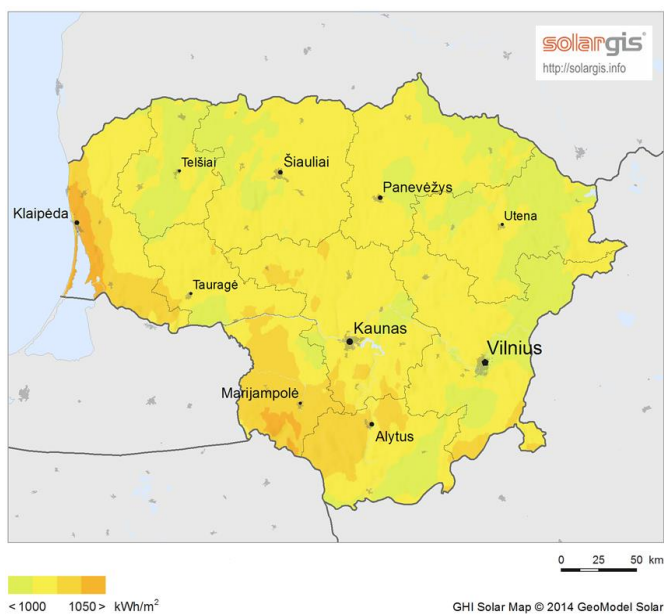 solargis
http://solargis.info
Telšiai
Šiauliai
Panevėžys
Klaipėda
Utena
Tauragė
Kaunas
Vilnius
Marijampolė
Alytus
0 25 50 km
< 1000 1050 > kWh/m²
GHI Solar Map © 2014 GeoModel Solar